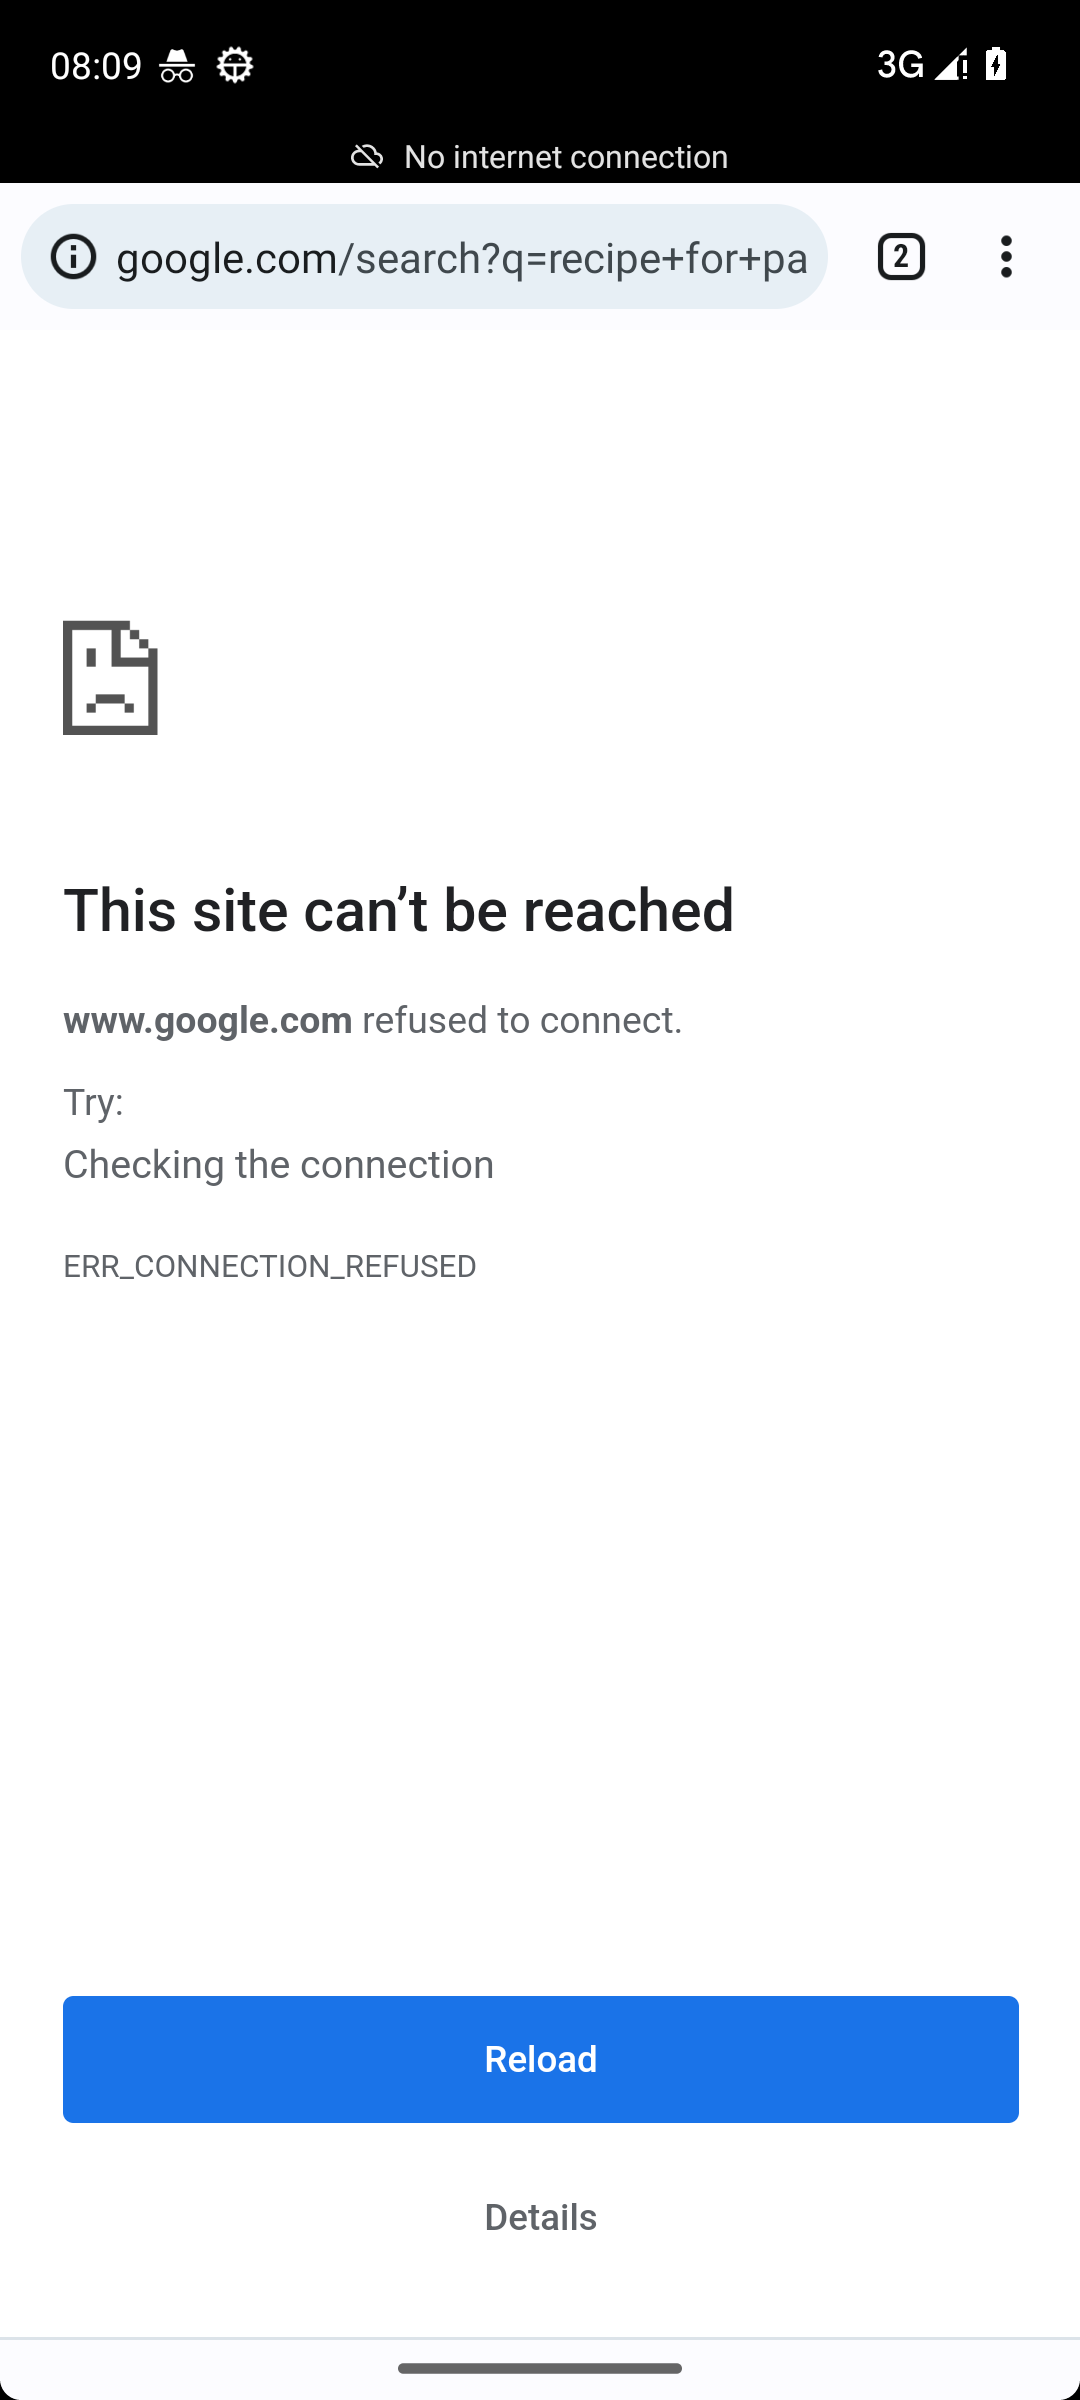 08:09
3G
No internet connection
google.com/search?q=recipe+for+pa
2
This site can’t be reached
www.google.com refused to connect.
Try:
Checking the connection
ERR_CONNECTION_REFUSED
Reload
Details